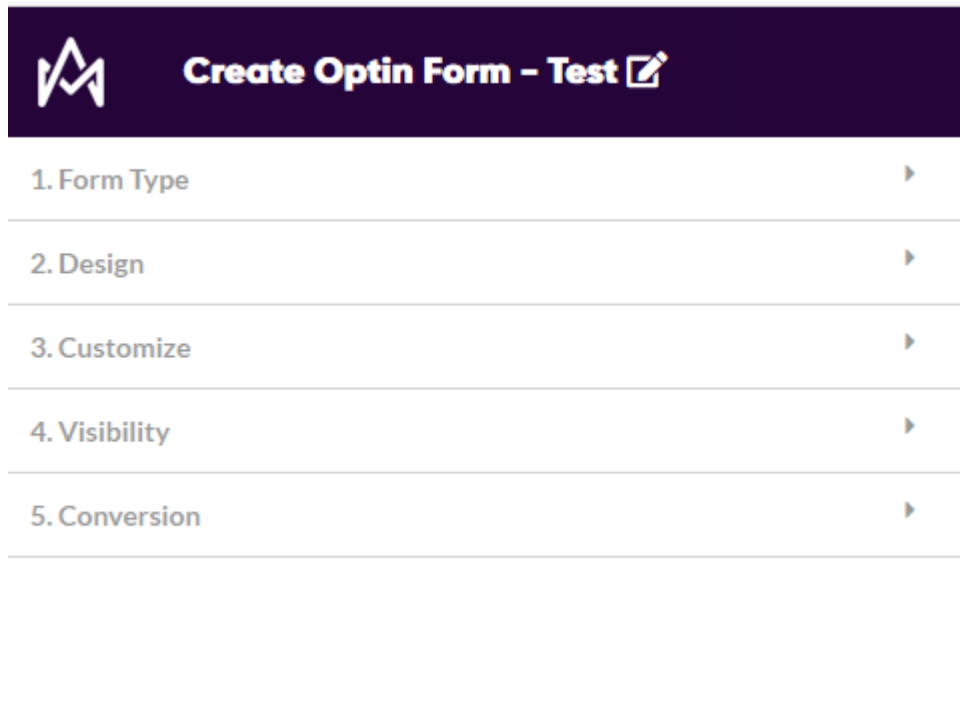 Create Optin Form – Test
1. Form Type
2. Design
3. Customize
4. Visibility
5. Conversion